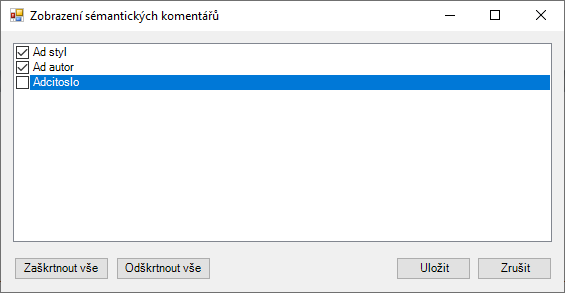 Zobrazení sémantických komentářů
Ad styl
Ad autor
Adcitoslo
Zaškrtnout vše
Odškrtnout vše
Uložit
Zrušit